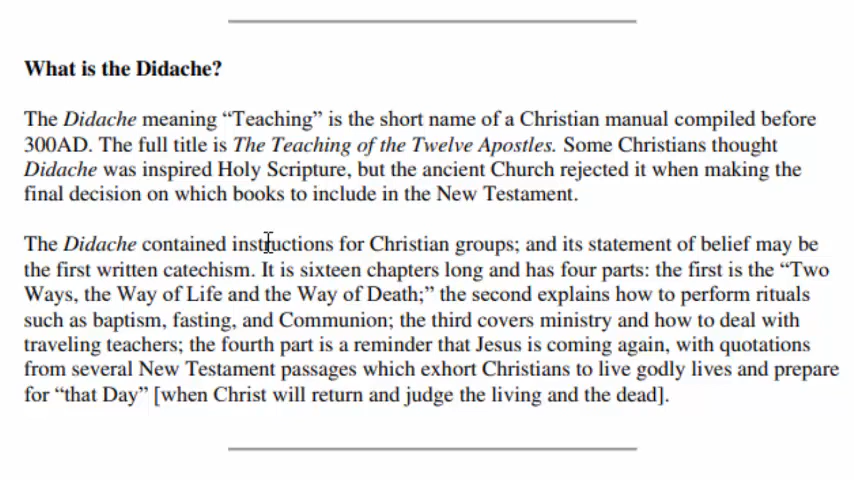 What is the Didache?
The Didache meaning “Teaching” is the short name of a Christian manual compiled before
300AD. The full title is The Teaching of the Twelve Apostles. Some Christians thought
Didache was inspired Holy Scripture, but the ancient Church rejected it when making the
final decision on which books to include in the New Testament.
The Didache contained instructions for Christian groups; and its statement of belief may be
the first written catechism. It is sixteen chapters long and has four parts: the first is the “Two
Ways, the Way of Life and the Way of Death;” the second explains how to perform rituals
such as baptism, fasting, and Communion; the third covers ministry and how to deal with
traveling teachers; the fourth part is a reminder that Jesus is coming again, with quotations
from several New Testament passages which exhort Christians to live godly lives and prepare
for “that Day” [when Christ will return and judge the living and the dead].